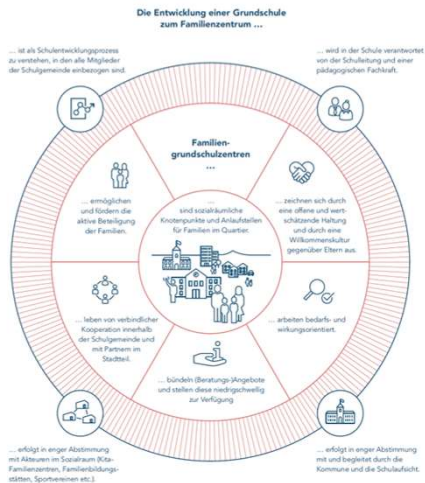 Die Entwicklung einer Grundschule
zum Familienzentrum ...
... ist als Schulentwicklungsprozess
zu verstehen, in den alle Mitglieder
der Schulgemeinde einbezogen sind.
... wird in der Schule verantwortet
von der Schulleitung und einer
pädagogischen Fachkraft.
Familien-
grundschulzentren
...
... ermöglichen
und fördern die
aktive Beteiligung
der Familien.
...
sind sozialräumliche
Knotenpunkte und Anlaufstellen
für Familien im Quartier.
... zeichnen sich durch
eine offene und wert-
schätzende Haltung
und durch eine
Willkommenskultur
gegenüber Eltern aus.
... leben von verbindlicher
Kooperation innerhalb
der Schulgemeinde und
mit Partnern im
Stadtteil.
... arbeiten bedarfs- und
wirkungsorientiert.
... bündeln (Beratungs-)Angebote
und stellen diese niedrigschwellig
zur Verfügung
... erfolgt in enger Abstimmung
mit Akteuren im Sozialraum (Kita-
Familienzentren, Familienbildungs-
stätten, Sportvereinen etc.).
... erfolgt in enger Abstimmung
mit und begleitet durch die
Kommune und die Schulaufsicht.